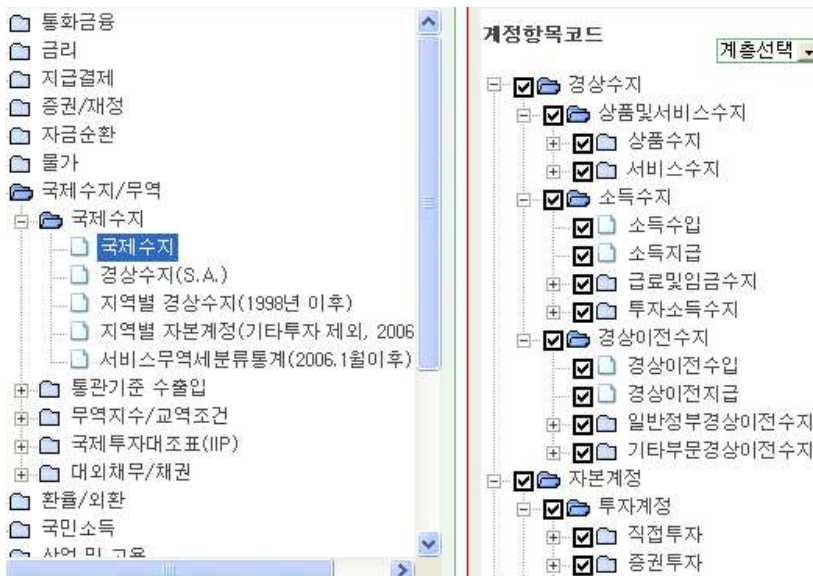 통화금융
금리
지급결제
증권/재정
자금순환
물가
국제수지/무역
국제수지
국제수지
경상수지(S.A.)
지역별 경상수지(1998년 이후)
지역별 자본계정(기타투자 제외, 2006
서비스무역세분류통계(2006.1월이후)
통관기준 수출입
무역지수/교역조건
국제투자대조표(IIP)
대외채무/채권
환율/외환
국민소득
산업 및 고용
계정항목코드
계층선택
경상수지
상품및서비스수지
상품수지
서비스수지
소득수지
소득수입
소득지급
급료및임금수지
투자소득수지
경상이전수지
경상이전수입
경상이전지급
일반정부경상이전수지
기타부문경상이전수지
자본계정
투자계정
직접투자
증권투자